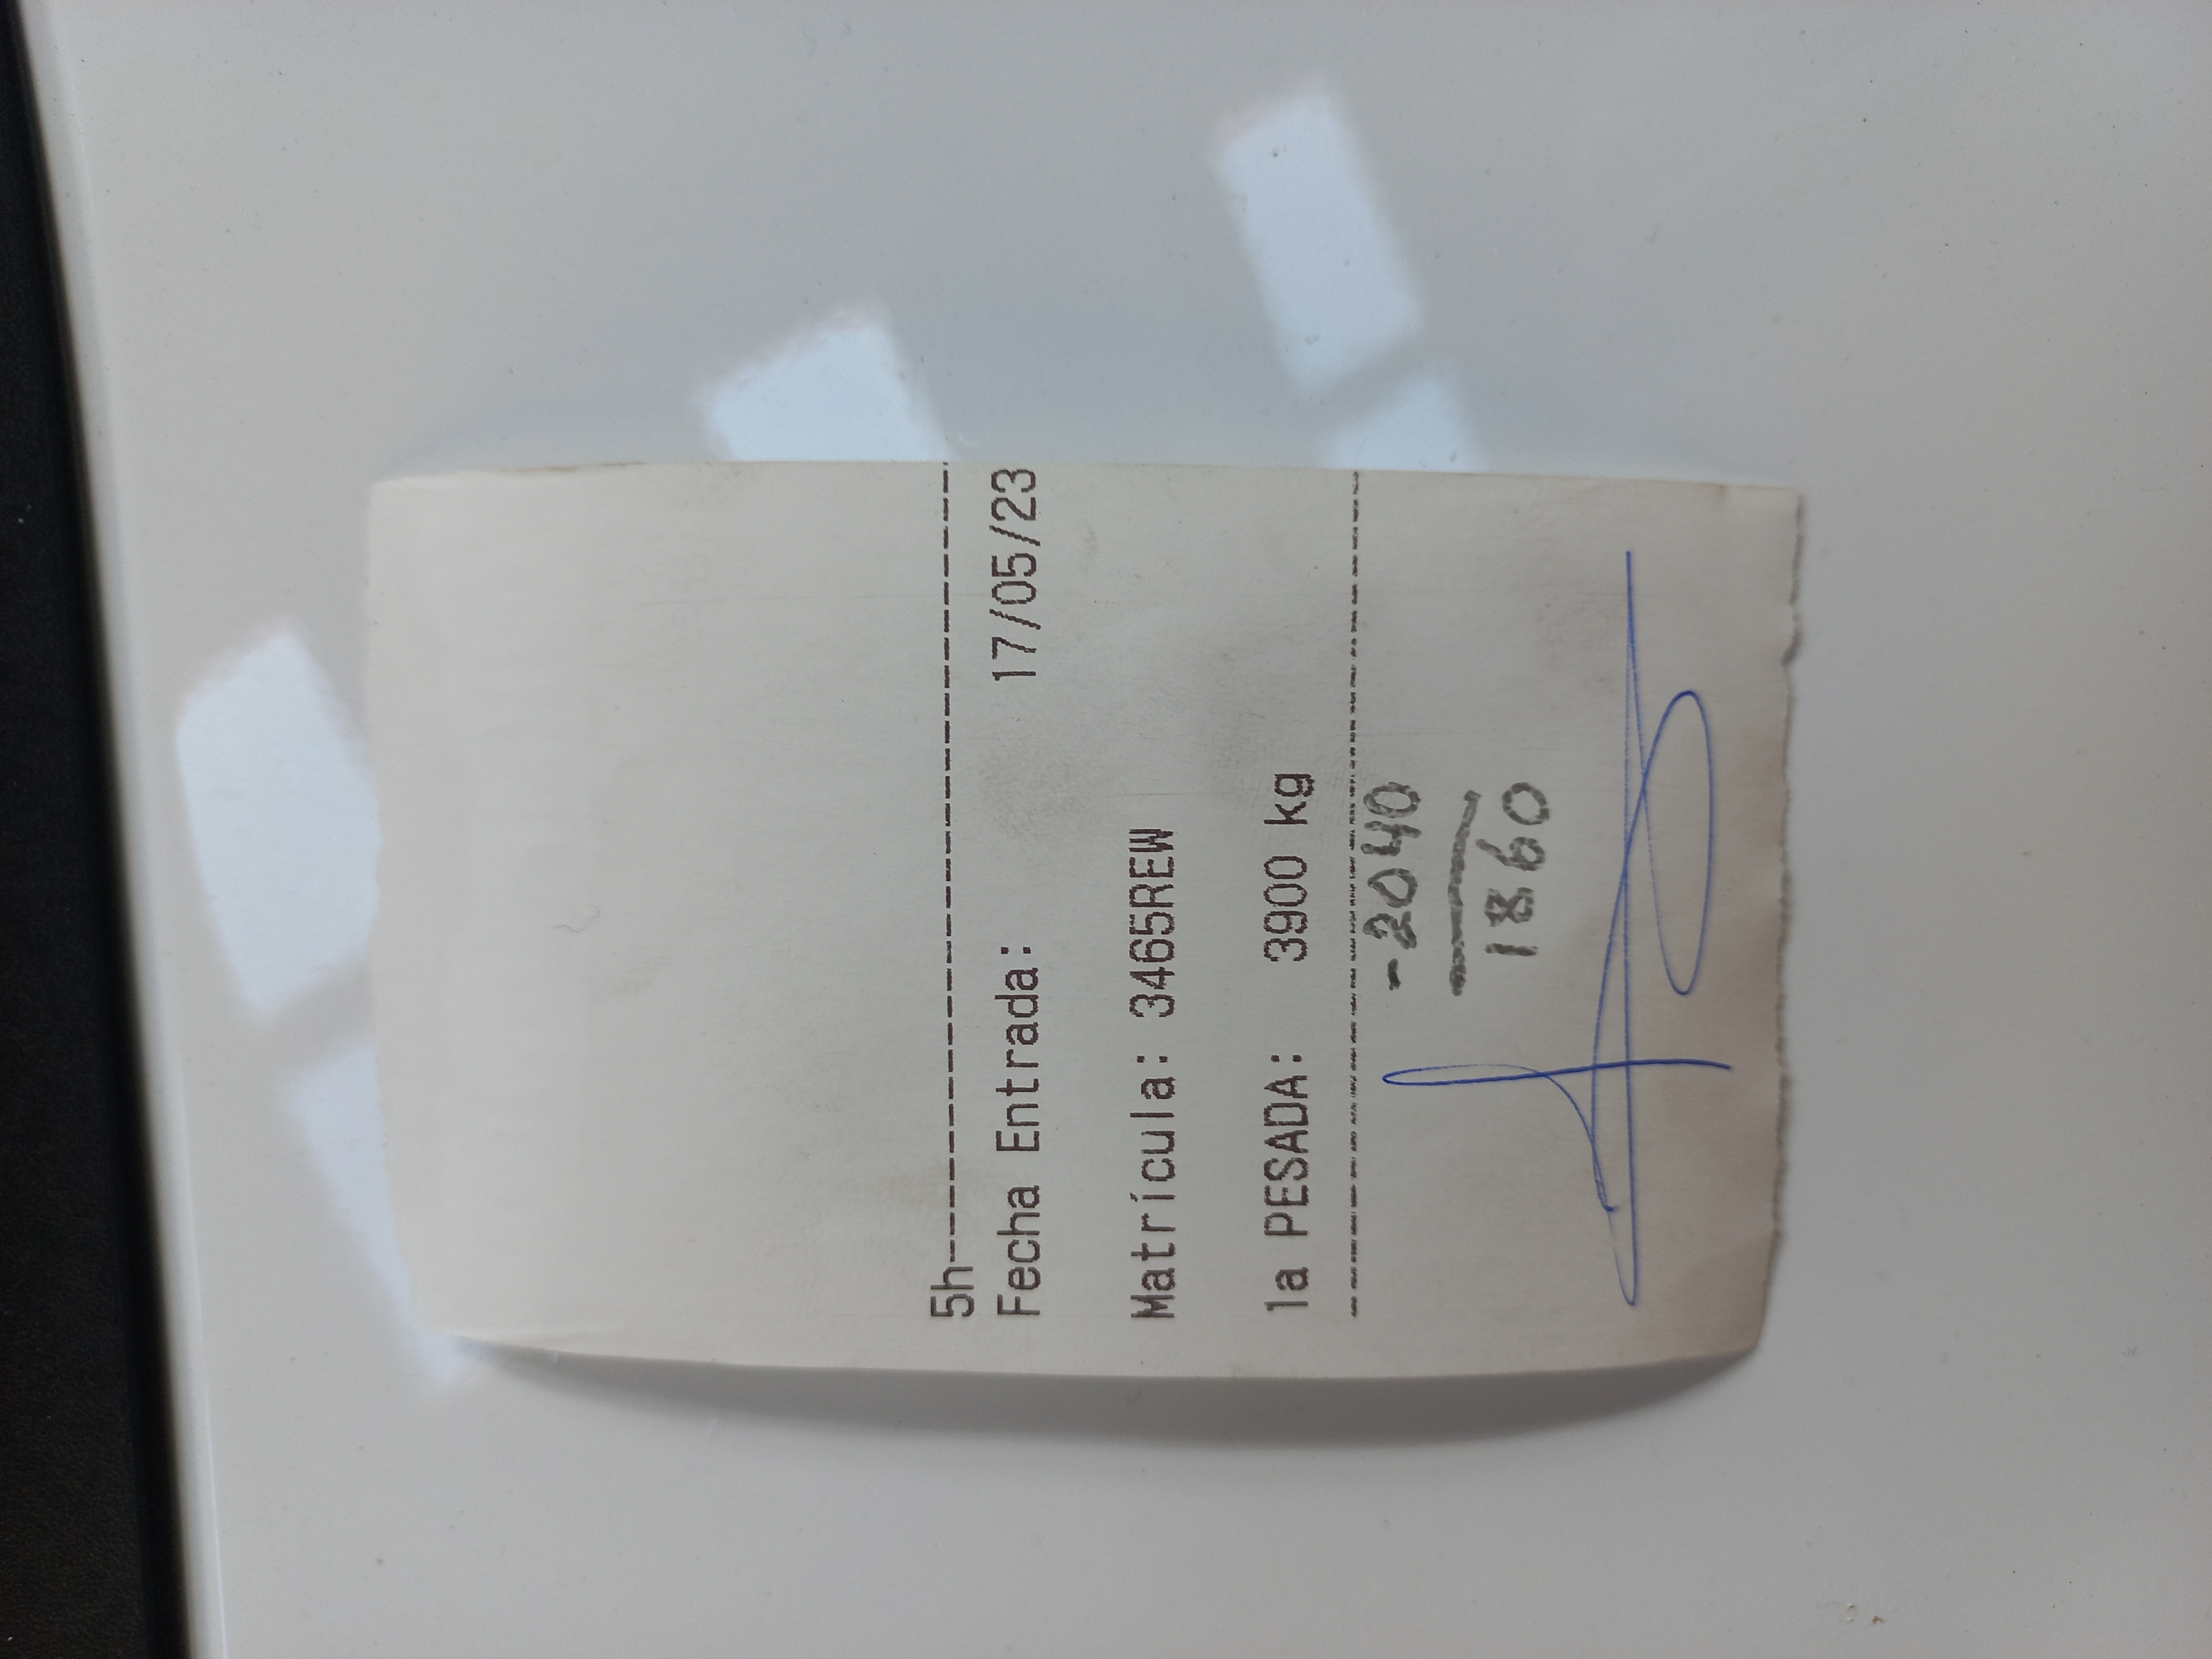 5h--------------------------------
Fecha Entrada: 17/05/23
Matrícula: 3465REW
1a PESADA: 3900 kg
- 2040
1860